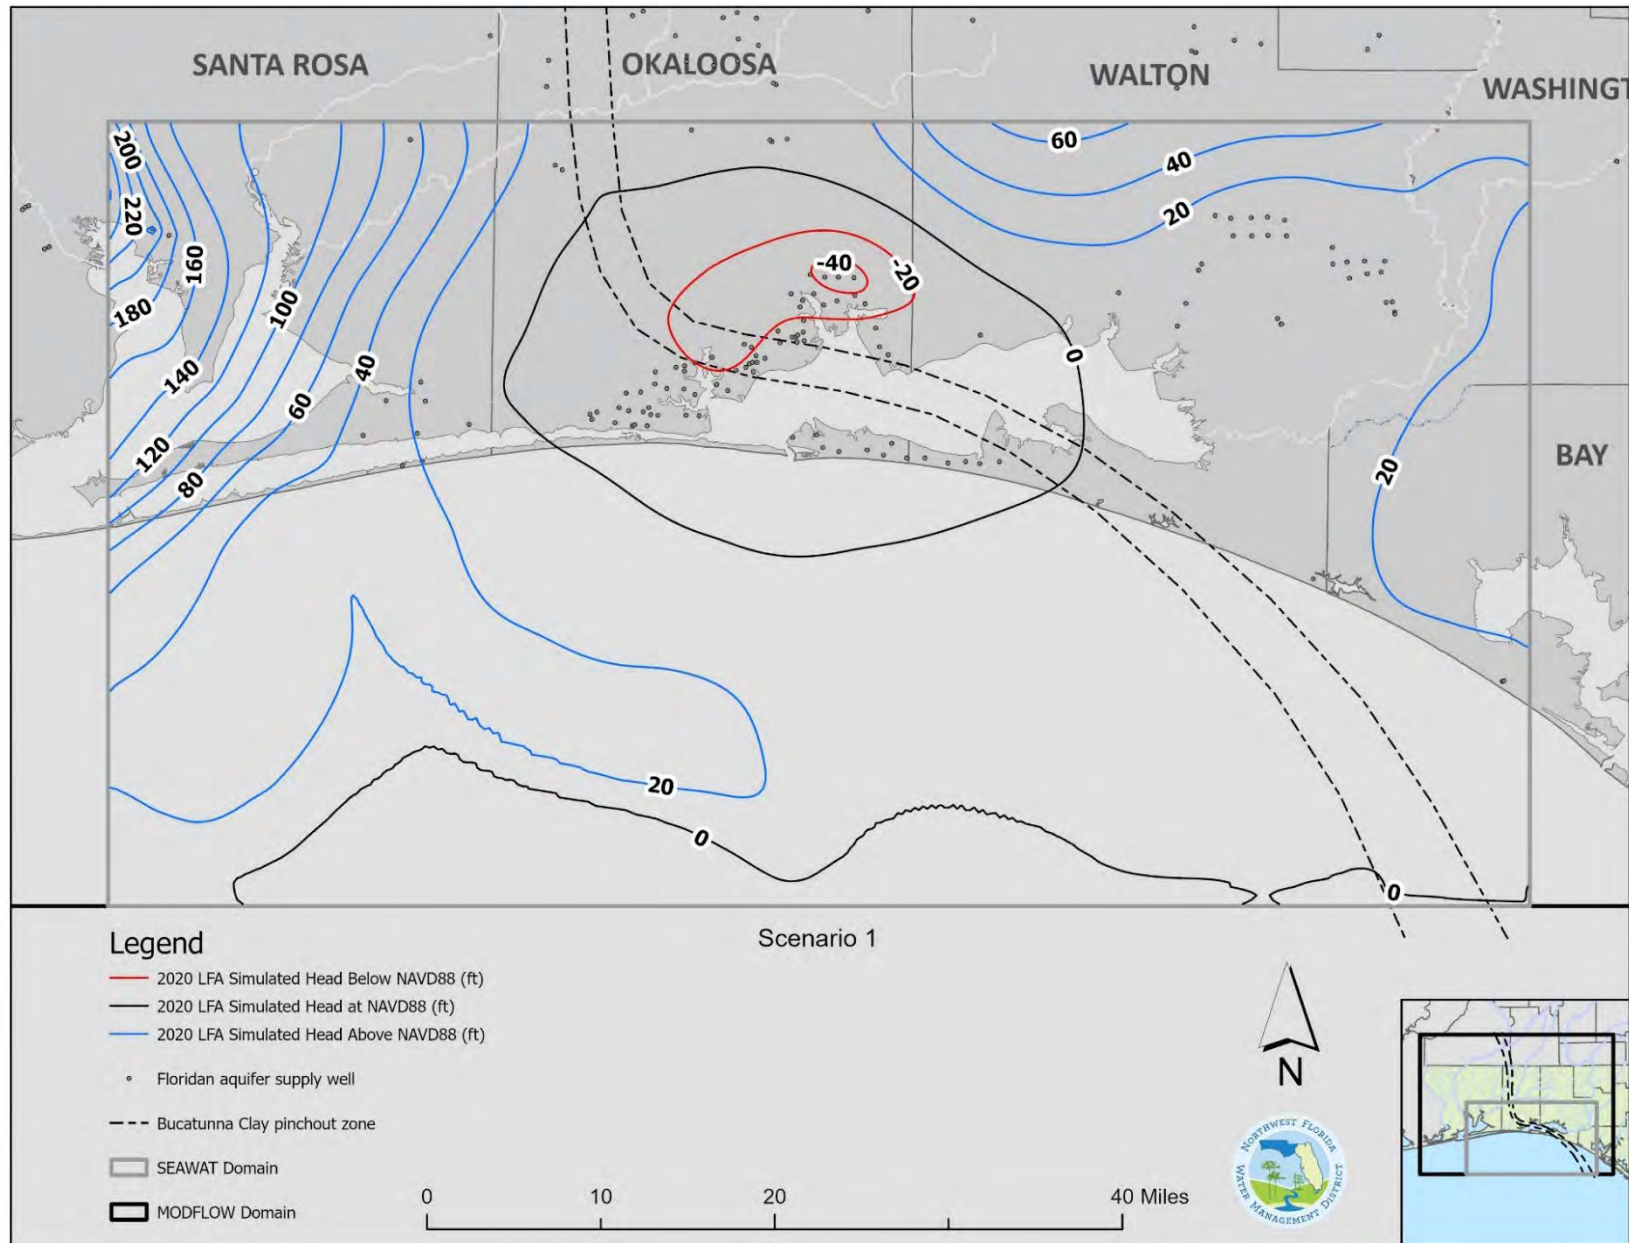 SANTA ROSA
OKALOOSA
WALTON
WASHINGT
60
200
40
220
20
160
-40
-20
180
100
0
40
140
60
120
80
20
BAY
20
0
0
Legend
Scenario 1
2020 LFA Simulated Head Below NAVD88 (ft)
2020 LFA Simulated Head at NAVD88 (ft)
2020 LFA Simulated Head Above NAVD88 (ft)
Floridan aquifer supply well
Bucatunna Clay pinchout zone
SEAWAT Domain
MODFLOW Domain
0 10 20 40 Miles
N
NORTHWEST FLORIDA
WATER MANAGEMENT DISTRICT